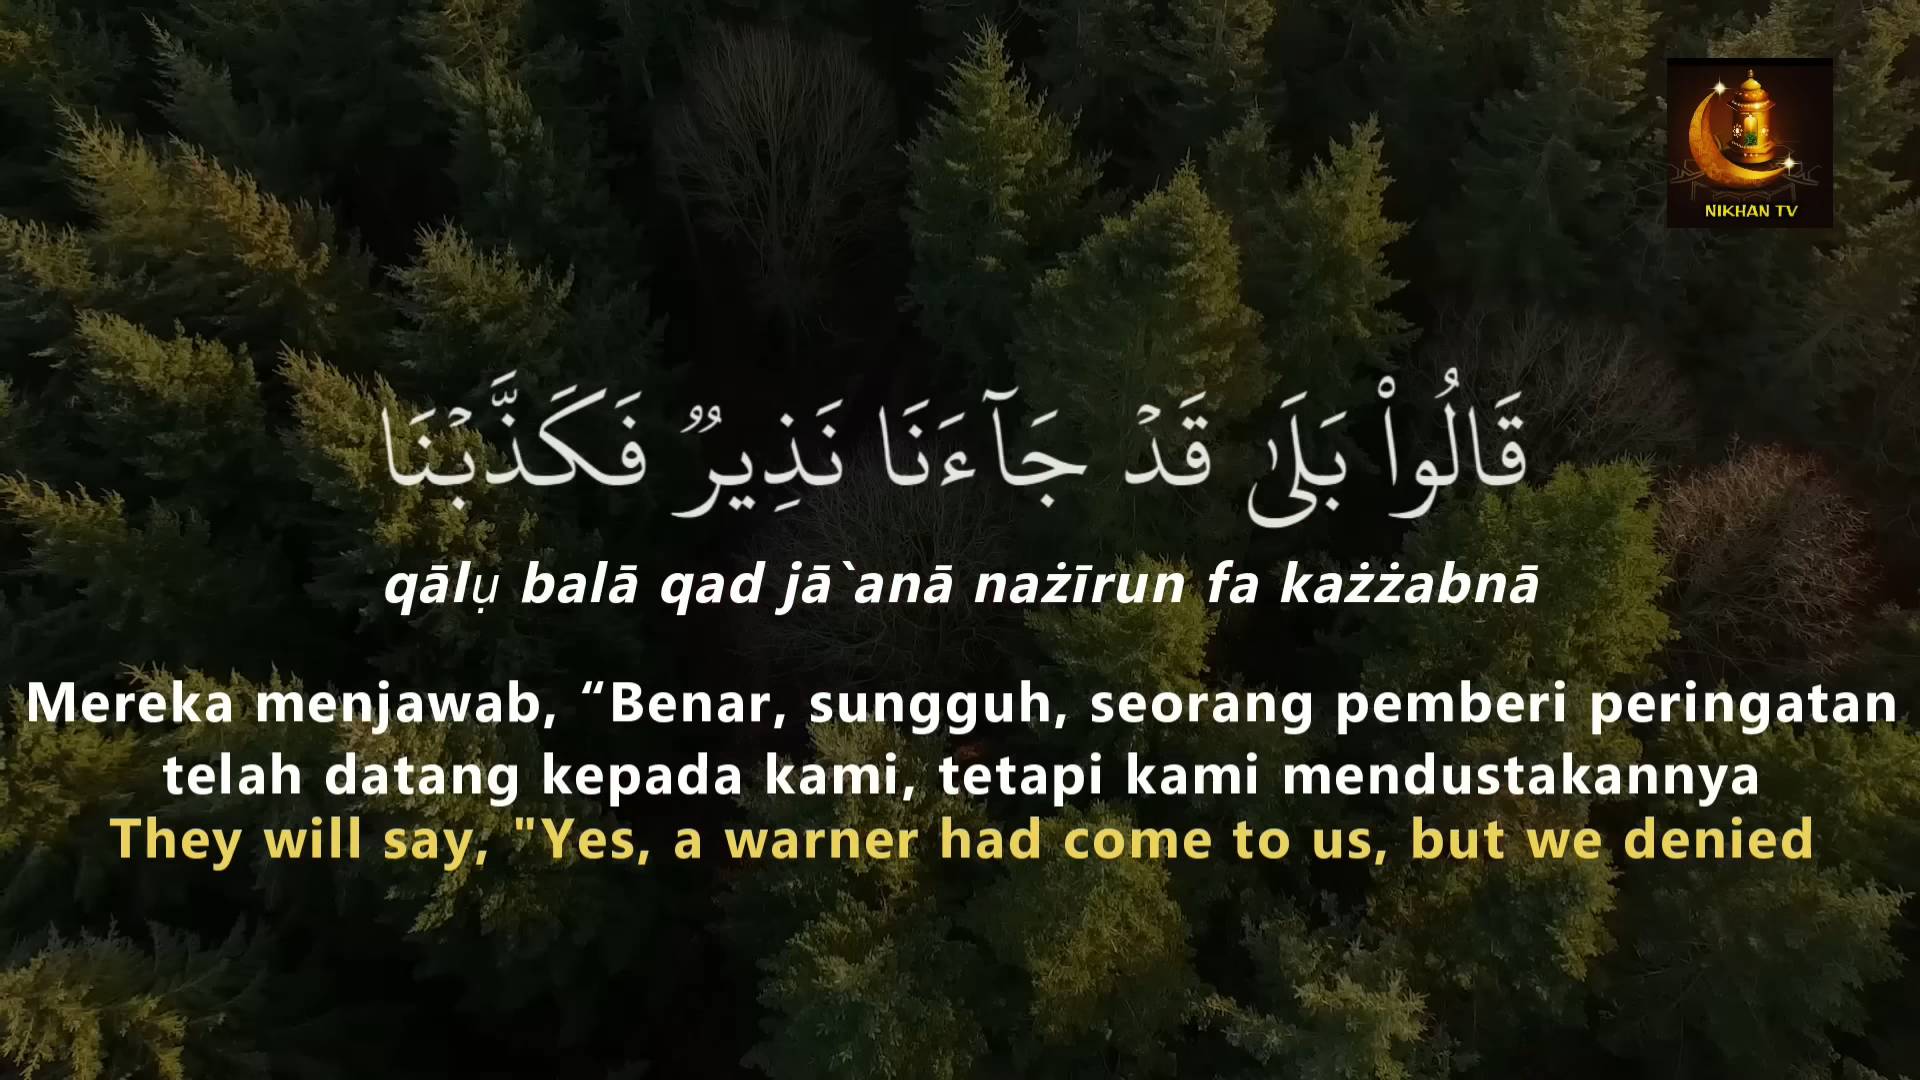 NIKHAN TV
قَالُوا۟ بَلَىٰ قَدْ جَآءَنَا نَذِيرٌ فَكَذَّبْنَا
qālụ balā qad jā`anā nażīrun fa każżabnā
Mereka menjawab, “Benar, sungguh, seorang pemberi peringatan
telah datang kepada kami, tetapi kami mendustakannya
They will say, "Yes, a warner had come to us, but we denied